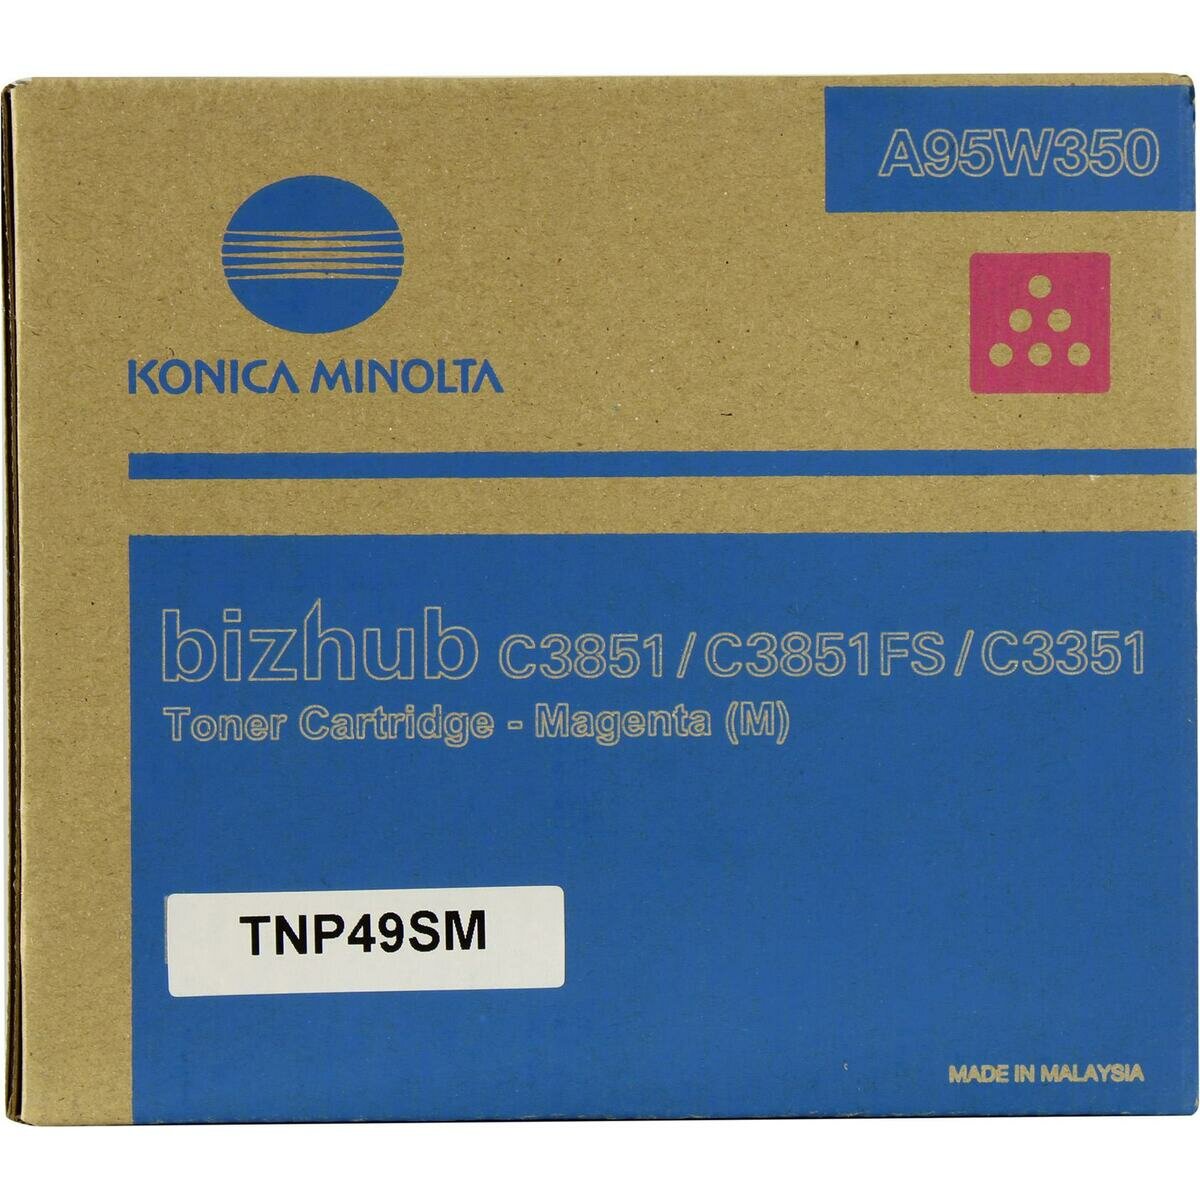 A95W350
KONICA MINOLTA
bizhub C3851/C3851FS/C3351
Toner Cartridge - Magenta (M)
TNP49SM
MADE IN MALAYSIA